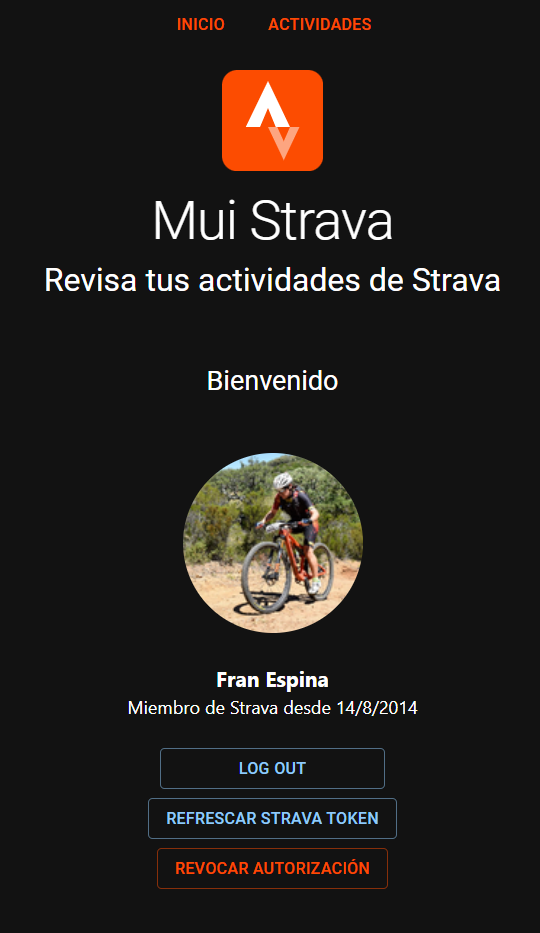 INICIO ACTIVIDADES
Mui Strava
Revisa tus actividades de Strava
Bienvenido
Fran Espina
Miembro de Strava desde 14/8/2014
LOG OUT
REFRESCAR STRAVA TOKEN
REVOCAR AUTORIZACIÓN